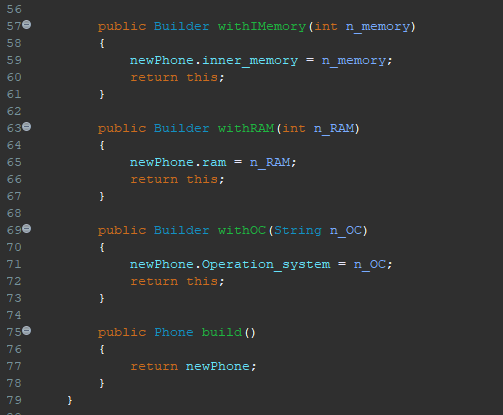 56
57 public Builder withIMemory(int n_memory)
58 {
59 newPhone.inner_memory = n_memory;
60 return this;
61 }
62
63 public Builder withRAM(int n_RAM)
64 {
65 newPhone.ram = n_RAM;
66 return this;
67 }
68
69 public Builder withOC(String n_OC)
70 {
71 newPhone.Operation_system = n_OC;
72 return this;
73 }
74
75 public Phone build()
76 {
77 return newPhone;
78 }
79 }